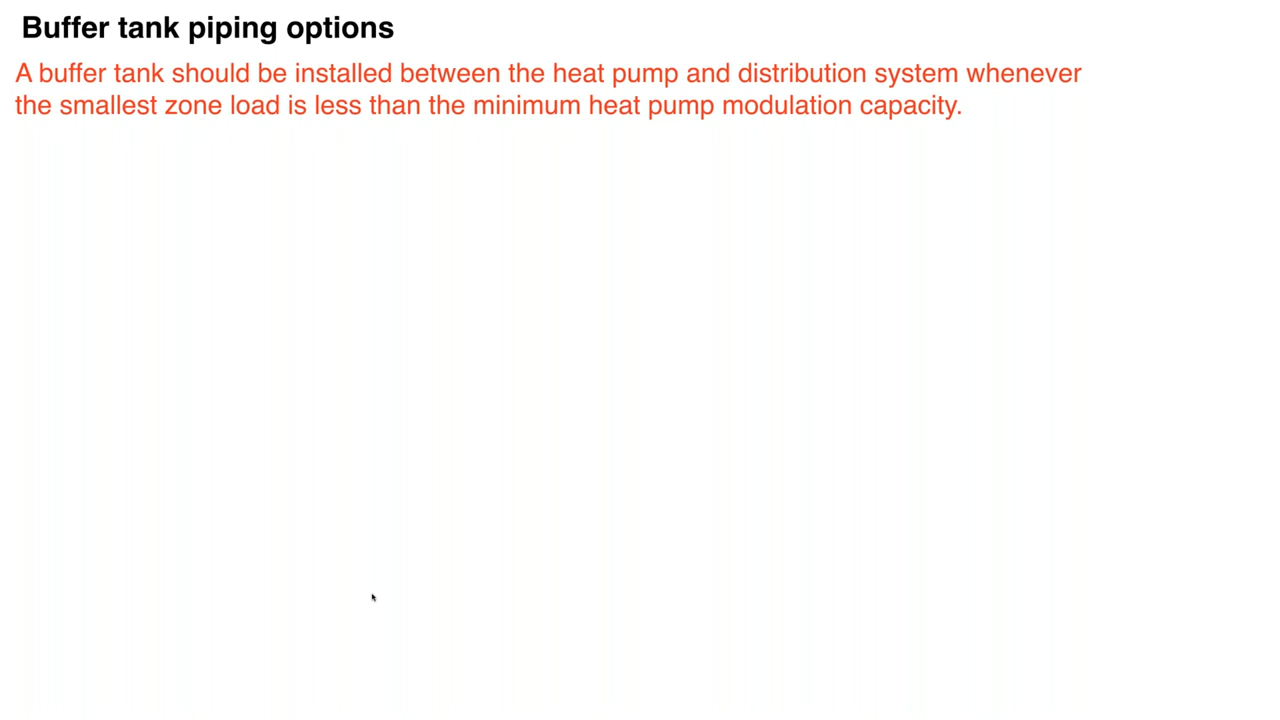 Buffer tank piping options
A buffer tank should be installed between the heat pump and distribution system whenever
the smallest zone load is less than the minimum heat pump modulation capacity.